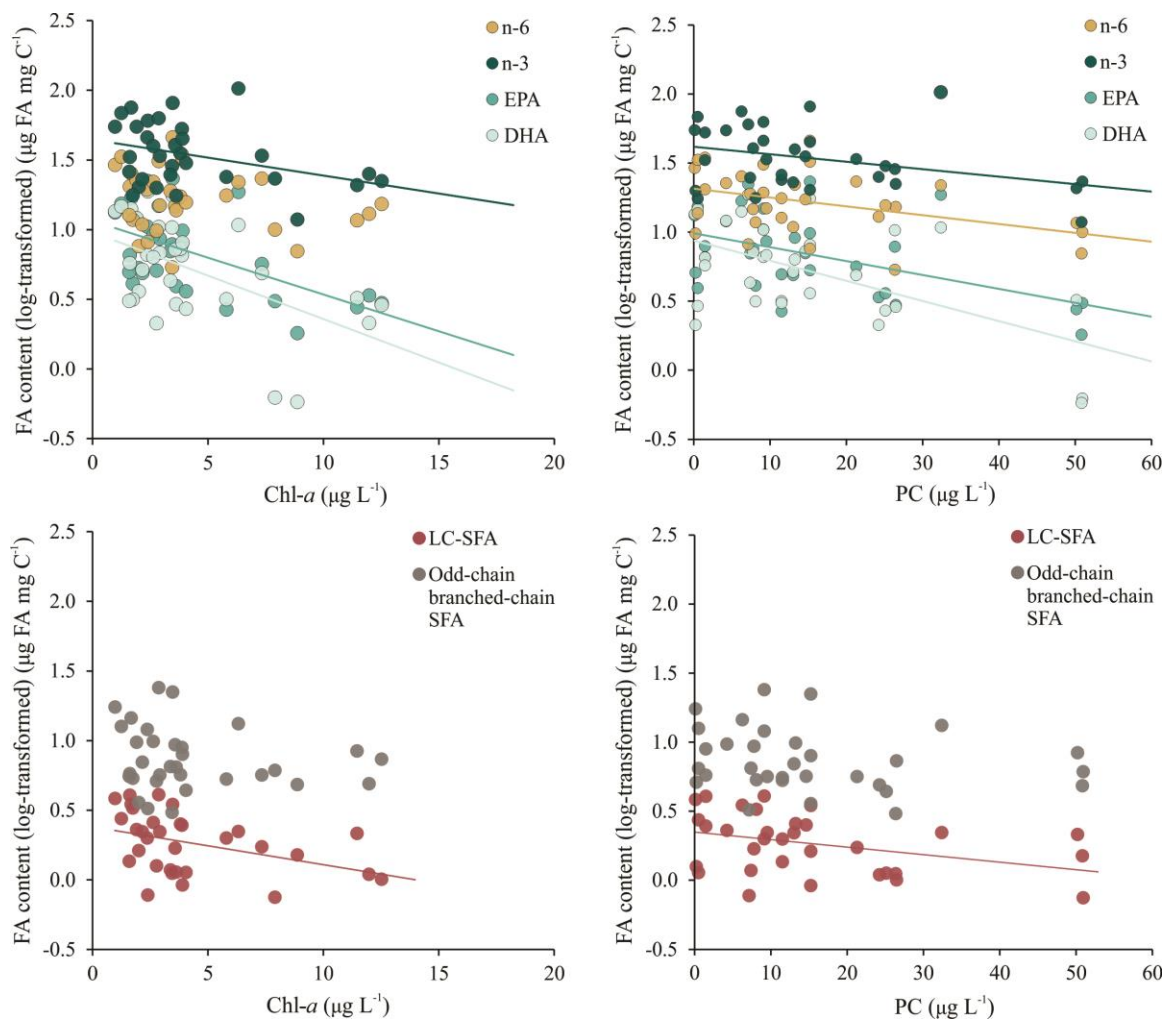 FA content (log-transformed) (µg FA mg C⁻¹)
2.5
2.0
1.5
1.0
0.5
0.0
-0.5
0
5
10
15
20
Chl-a (µg L⁻¹)
n-6
n-3
EPA
DHA
FA content (log-transformed) (µg FA mg C⁻¹)
2.5
2.0
1.5
1.0
0.5
0.0
-0.5
0
10
20
30
40
50
60
PC (µg L⁻¹)
n-6
n-3
EPA
DHA
FA content (log-transformed) (µg FA mg C⁻¹)
2.5
2.0
1.5
1.0
0.5
0.0
-0.5
0
5
10
15
20
Chl-a (µg L⁻¹)
LC-SFA
Odd-chain
branched-chain
SFA
FA content (log-transformed) (µg FA mg C⁻¹)
2.5
2.0
1.5
1.0
0.5
0.0
-0.5
0
10
20
30
40
50
60
PC (µg L⁻¹)
LC-SFA
Odd-chain
branched-chain
SFA